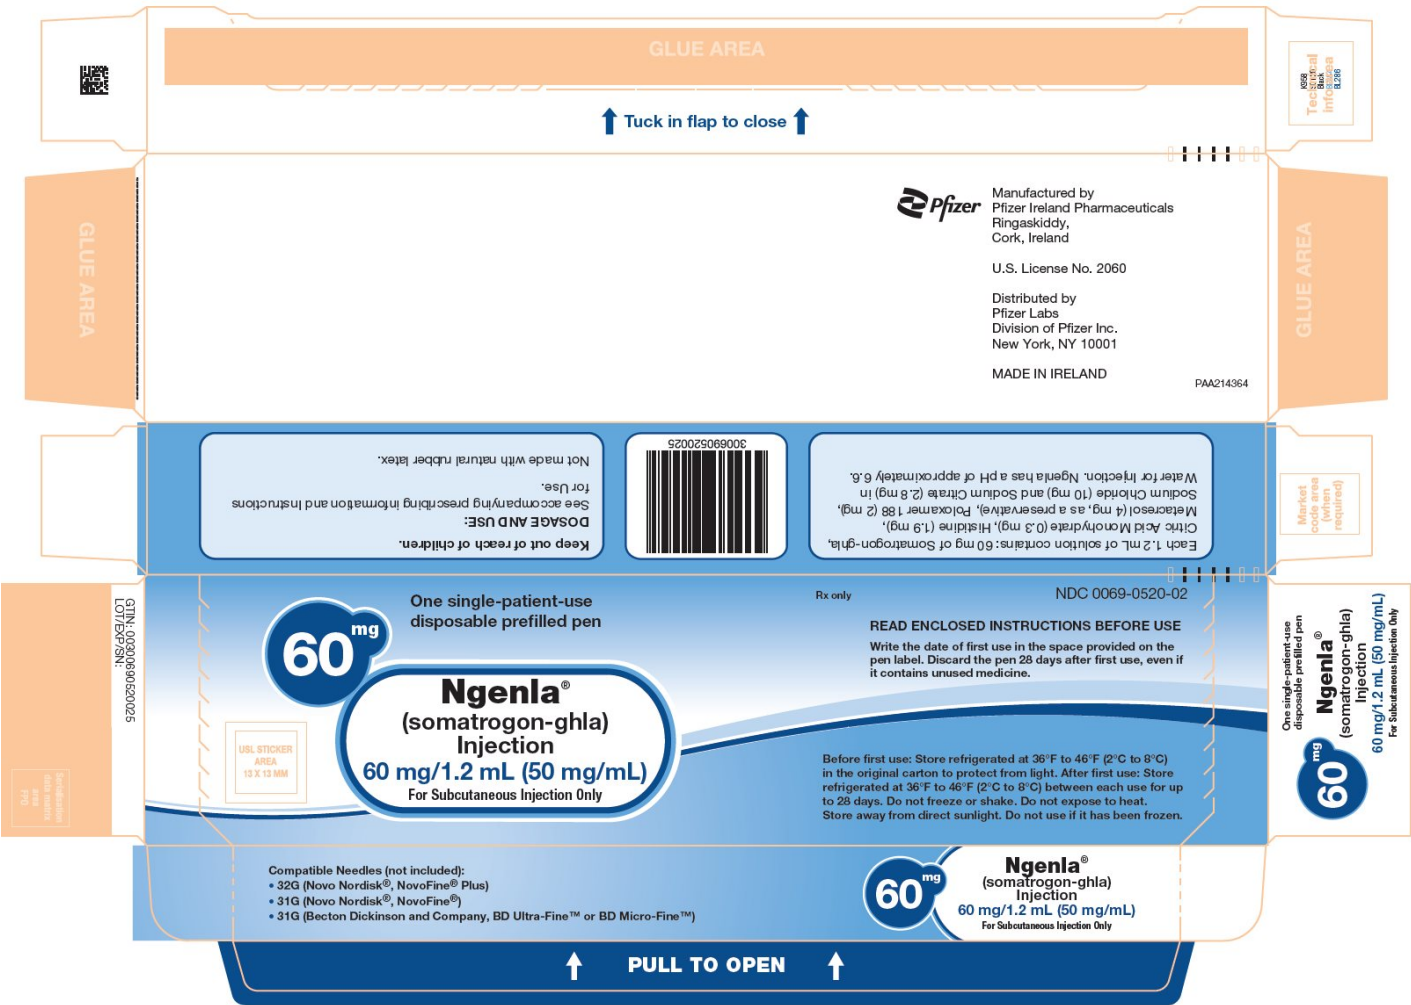 GLUE AREA
Tuck in flap to close
Technical
info area
K958
Black
BL286
GLUE AREA
GLUE AREA
Pfizer
Manufactured by
Pfizer Ireland Pharmaceuticals
Ringaskiddy,
Cork, Ireland
U.S. License No. 2060
Distributed by
Pfizer Labs
Division of Pfizer Inc.
New York, NY 10001
MADE IN IRELAND
PAA214364
Keep out of reach of children.
DOSAGE AND USE:
See accompanying prescribing information and Instructions
for Use.
Not made with natural rubber latex.
300690520025
Each 1.2 mL of solution contains: 60 mg of Somatrogon-ghla,
Citric Acid Monohydrate (0.3 mg), Histidine (1.9 mg),
Metacresol (4 mg, as a preservative), Poloxamer 188 (2 mg),
Sodium Chloride (10 mg) and Sodium Citrate (2.8 mg) in
Water for Injection. Ngenla has a pH of approximately 6.6.
Market
code area
(when
required)
GTIN: 00300690520025
LOT/EXP/SN:
Serialisation
data matrix
area
FPO
60 mg
One single-patient-use
disposable prefilled pen
Ngenla®
(somatrogon-ghla)
Injection
60 mg/1.2 mL (50 mg/mL)
For Subcutaneous Injection Only
USL STICKER
AREA
13 X 13 MM
Rx only
NDC 0069-0520-02
READ ENCLOSED INSTRUCTIONS BEFORE USE
Write the date of first use in the space provided on the
pen label. Discard the pen 28 days after first use, even if
it contains unused medicine.
Before first use: Store refrigerated at 36°F to 46°F (2°C to 8°C)
in the original carton to protect from light. After first use: Store
refrigerated at 36°F to 46°F (2°C to 8°C) between each use for up
to 28 days. Do not freeze or shake. Do not expose to heat.
Store away from direct sunlight. Do not use if it has been frozen.
One single-patient-use
disposable prefilled pen
60 mg
Ngenla®
(somatrogon-ghla)
Injection
60 mg/1.2 mL (50 mg/mL)
For Subcutaneous Injection Only
Compatible Needles (not included):
• 32G (Novo Nordisk®, NovoFine® Plus)
• 31G (Novo Nordisk®, NovoFine®)
• 31G (Becton Dickinson and Company, BD Ultra-Fine™ or BD Micro-Fine™)
60 mg
Ngenla®
(somatrogon-ghla)
Injection
60 mg/1.2 mL (50 mg/mL)
For Subcutaneous Injection Only
PULL TO OPEN